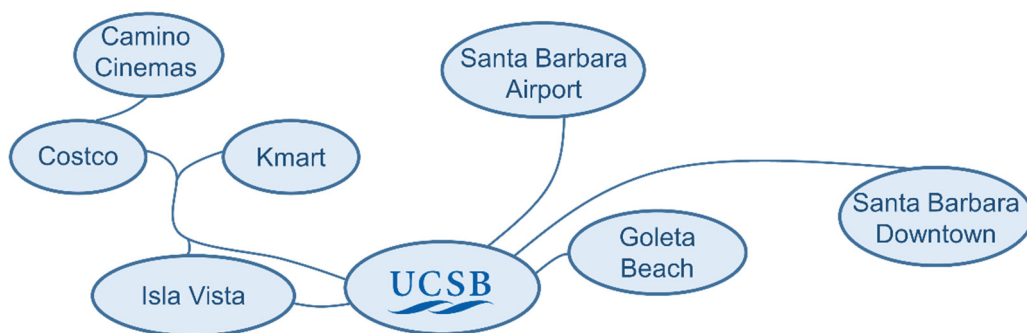 Camino
Cinemas
Santa Barbara
Airport
Costco
Kmart
Santa Barbara
Downtown
Goleta
Beach
Isla Vista
UCSB